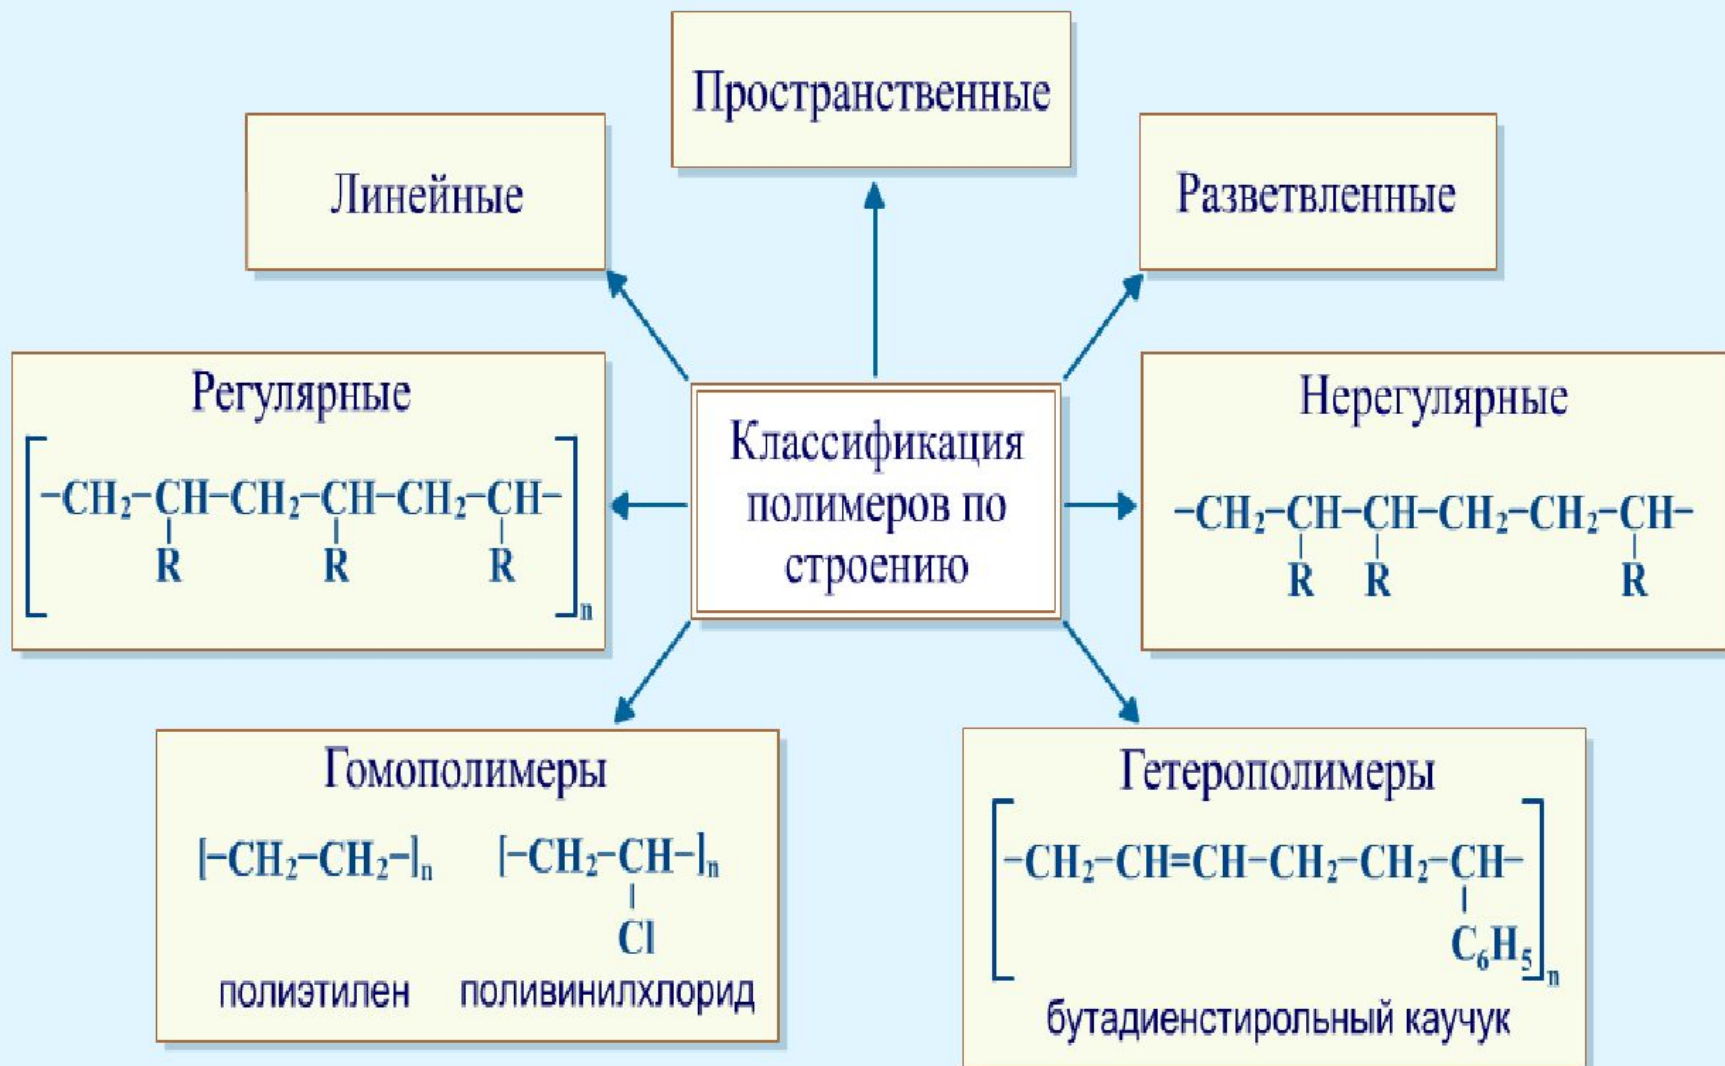 Пространственные
Линейные
Разветвленные
Регулярные
[-CH₂-CH-CH₂-CH-CH₂-CH-]n
R R R
Классификация
полимеров по
строению
Нерегулярные
-CH₂-CH-CH-CH₂-CH₂-CH-
R R R
Гомополимеры
[-CH₂-CH₂-]n [-CH₂-CH-]n
Cl
полиэтилен поливинилхлорид
Гетерополимеры
[-CH₂-CH=CH-CH₂-CH₂-CH-]n
C₆H₅
бутадиенстирольный каучук